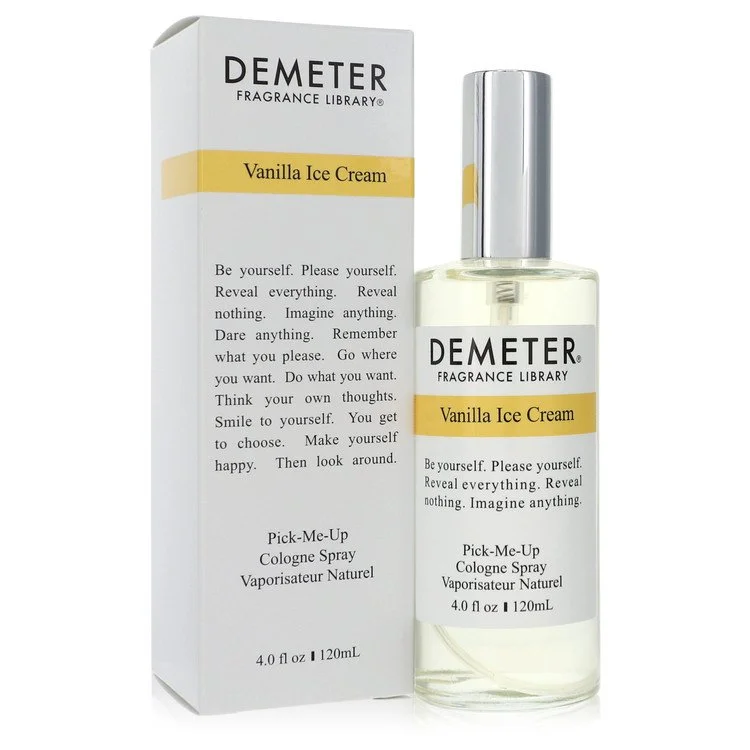 DEMETER
FRAGRANCE LIBRARY®
Vanilla Ice Cream
Be yourself. Please yourself.
Reveal everything. Reveal
nothing. Imagine anything.
Dare anything. Remember
what you please. Go where
you want. Do what you want.
Think your own thoughts.
Smile to yourself. You get
to choose. Make yourself
happy. Then look around.
Pick-Me-Up
Cologne Spray
Vaporisateur Naturel
4.0 fl oz | 120mL
DEMETER®
FRAGRANCE LIBRARY
Vanilla Ice Cream
Be yourself. Please yourself.
Reveal everything. Reveal
nothing. Imagine anything.
Pick-Me-Up
Cologne Spray
Vaporisateur Naturel
4.0 fl oz | 120mL